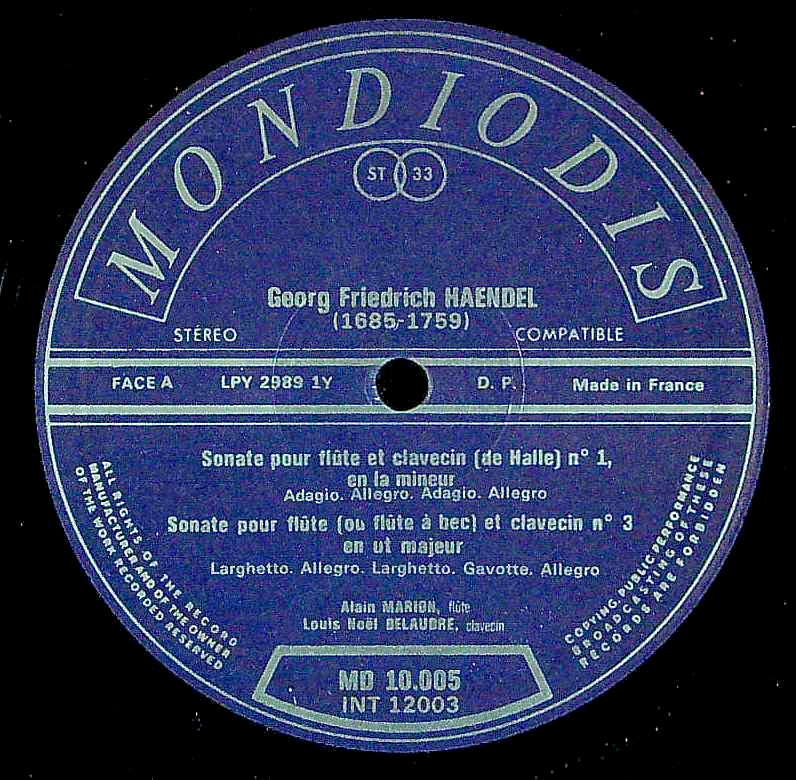 MONDIODIS
ST 33
Georg Friedrich HAENDEL
(1685-1759)
STÉREO COMPATIBLE
FACE A LPY 2989 1Y D. P. Made in France
Sonate pour flûte et clavecin (de Halle) n° 1,
en la mineur
Adagio. Allegro. Adagio. Allegro
Sonate pour flûte (ou flûte à bec) et clavecin n° 3
en ut majeur
Larghetto. Allegro. Larghetto. Gavotte. Allegro
Alain MARION, flûte
Louis Noël BELAUBRE, clavecin
ALL RIGHTS OF THE RECORD
MANUFACTURER AND OF THE OWNER
OF THE WORK RECORDED RESERVED
COPYING PUBLIC PERFORMANCE
BROADCASTING OF THESE
RECORDS ARE FORBIDDEN
MD 10.005
INT 12003